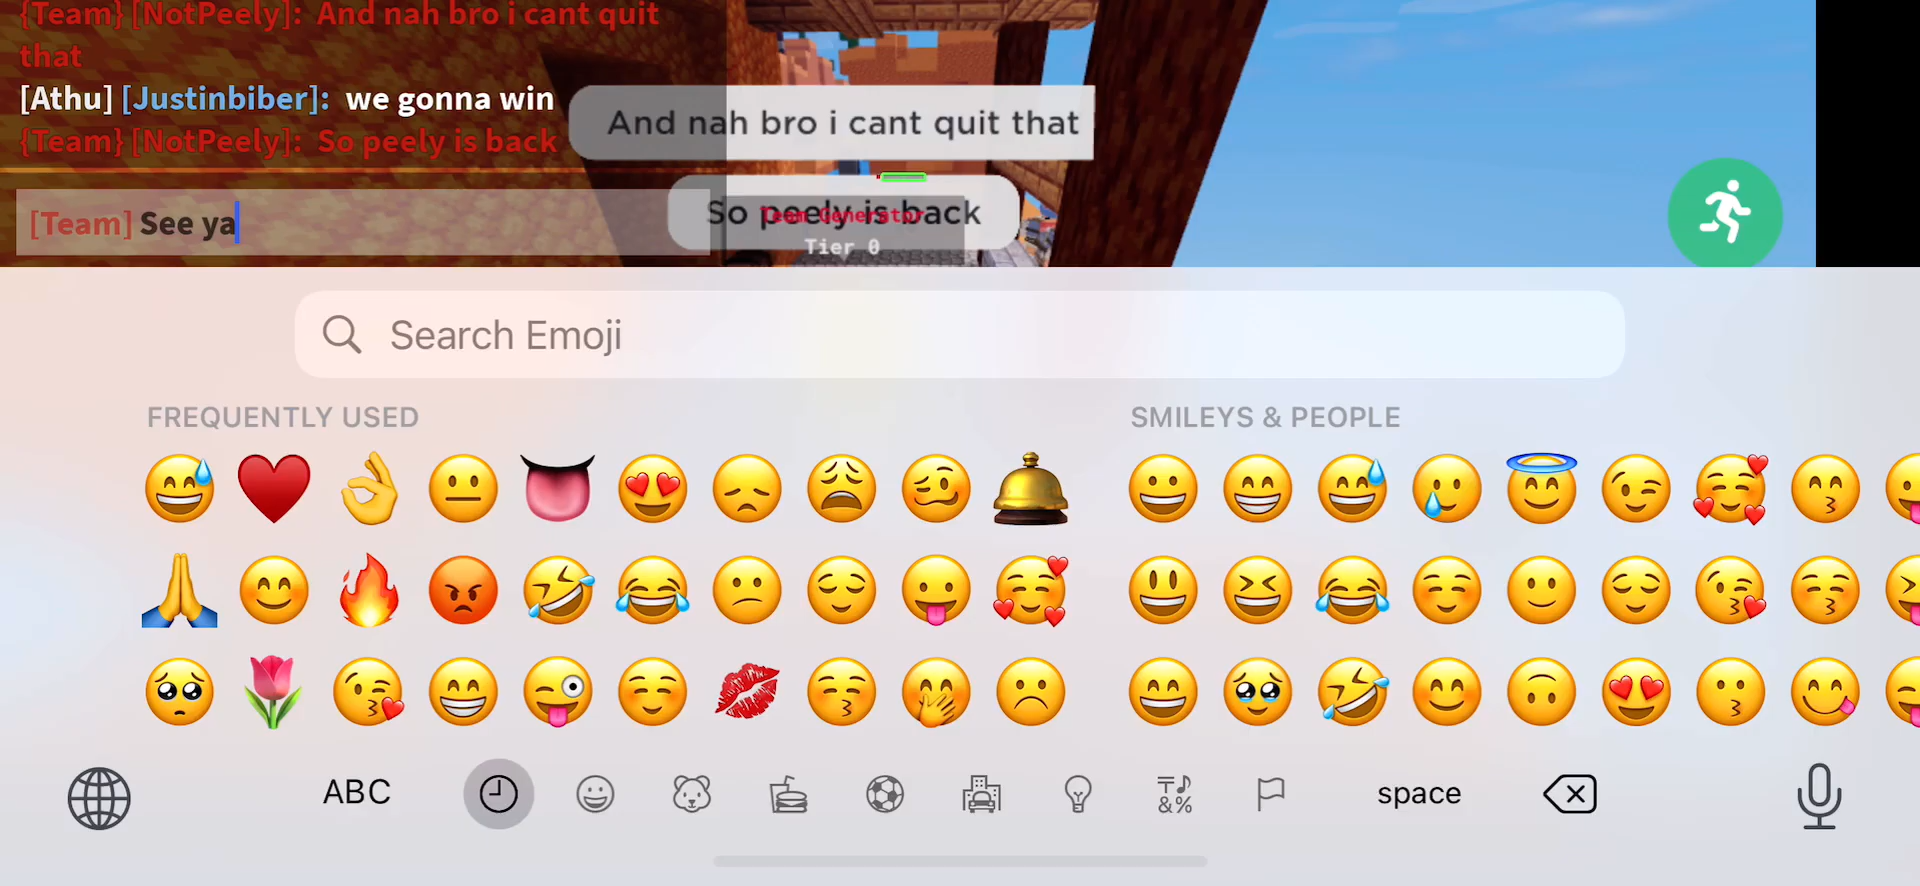 {Team} [NotPeely]: And nah bro i cant quit
that
[Athu] [Justinbiber]: we gonna win
{Team} [NotPeely]: So peely is back
And nah bro i cant quit that
So peely is back
Team Generator
Tier 0
[Team] See ya
Search Emoji
FREQUENTLY USED
SMILEYS & PEOPLE
ABC
space